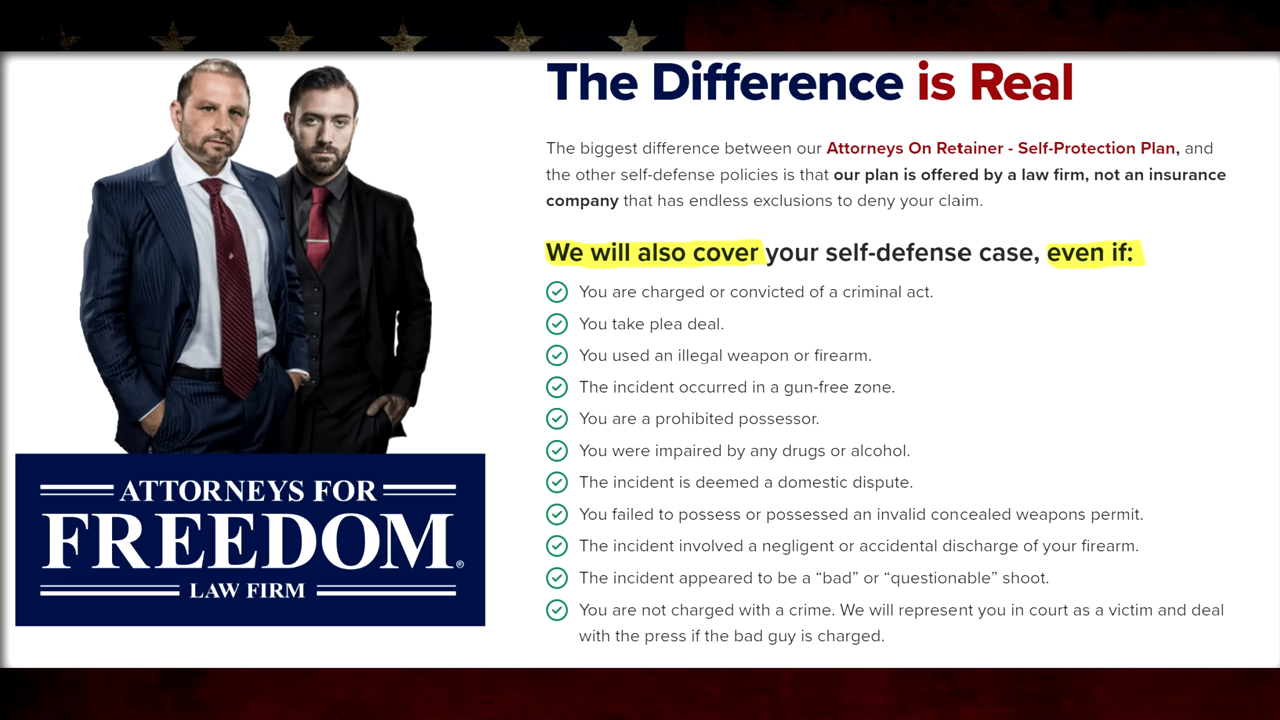 The Difference is Real
The biggest difference between our Attorneys On Retainer - Self-Protection Plan, and
the other self-defense policies is that our plan is offered by a law firm, not an insurance
company that has endless exclusions to deny your claim.
We will also cover your self-defense case, even if:
You are charged or convicted of a criminal act.
You take plea deal.
You used an illegal weapon or firearm.
The incident occurred in a gun-free zone.
You are a prohibited possessor.
You were impaired by any drugs or alcohol.
The incident is deemed a domestic dispute.
You failed to possess or possessed an invalid concealed weapons permit.
The incident involved a negligent or accidental discharge of your firearm.
The incident appeared to be a “bad” or “questionable” shoot.
You are not charged with a crime. We will represent you in court as a victim and deal
with the press if the bad guy is charged.
ATTORNEYS FOR
FREEDOM®
LAW FIRM